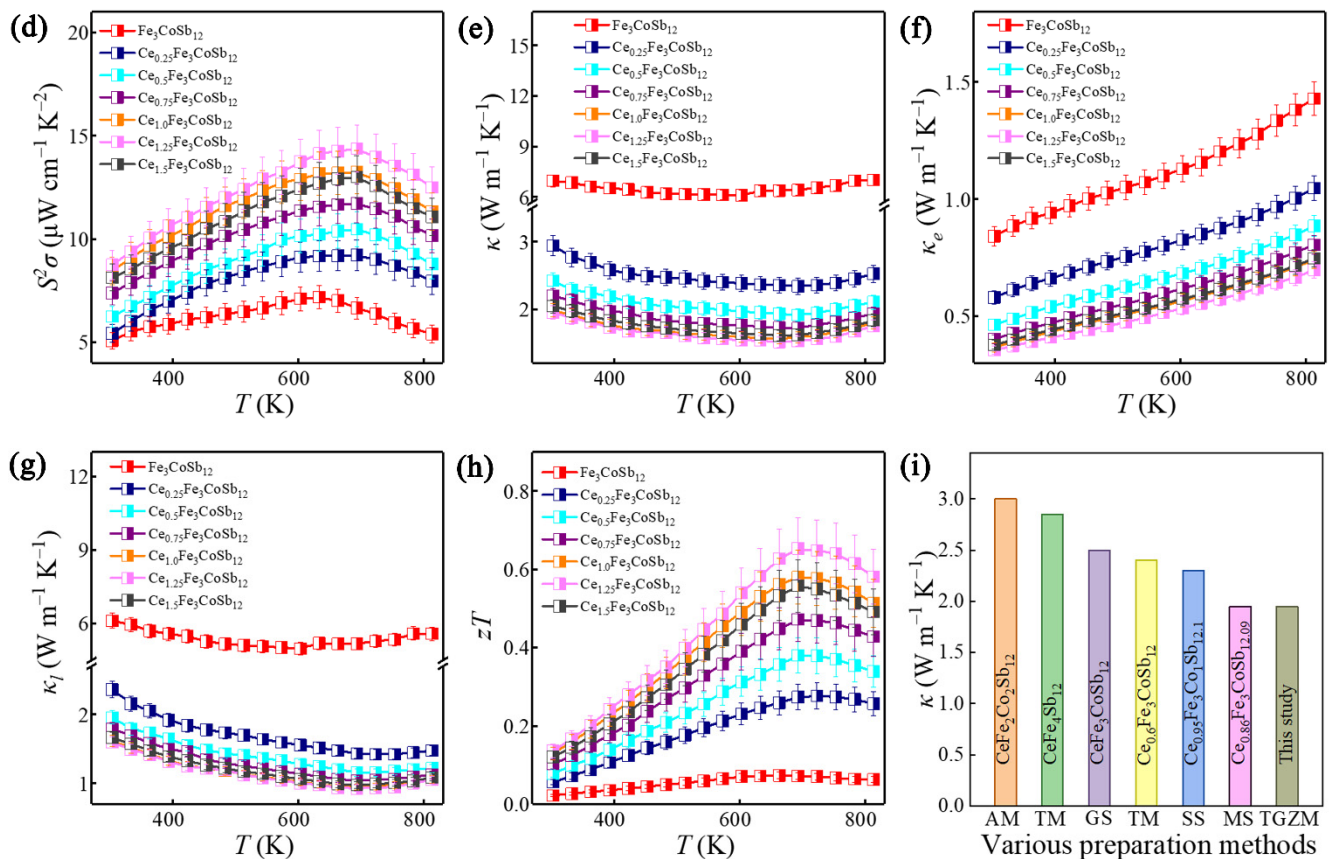 (d)
20
15
10
5
S²σ (μW cm⁻¹ K⁻²)
Fe₃CoSb₁₂
Ce₀.₂₅Fe₃CoSb₁₂
Ce₀.₅Fe₃CoSb₁₂
Ce₀.₇₅Fe₃CoSb₁₂
Ce₁.₀Fe₃CoSb₁₂
Ce₁.₂₅Fe₃CoSb₁₂
Ce₁.₅Fe₃CoSb₁₂
400 600 800
T (K)
(e)
15
12
9
6
3
2
κ (W m⁻¹ K⁻¹)
Fe₃CoSb₁₂
Ce₀.₂₅Fe₃CoSb₁₂
Ce₀.₅Fe₃CoSb₁₂
Ce₀.₇₅Fe₃CoSb₁₂
Ce₁.₀Fe₃CoSb₁₂
Ce₁.₂₅Fe₃CoSb₁₂
Ce₁.₅Fe₃CoSb₁₂
400 600 800
T (K)
(f)
1.5
1.0
0.5
κₑ (W m⁻¹ K⁻¹)
Fe₃CoSb₁₂
Ce₀.₂₅Fe₃CoSb₁₂
Ce₀.₅Fe₃CoSb₁₂
Ce₀.₇₅Fe₃CoSb₁₂
Ce₁.₀Fe₃CoSb₁₂
Ce₁.₂₅Fe₃CoSb₁₂
Ce₁.₅Fe₃CoSb₁₂
400 600 800
T (K)
(g)
12
9
6
2
1
κₗ (W m⁻¹ K⁻¹)
Fe₃CoSb₁₂
Ce₀.₂₅Fe₃CoSb₁₂
Ce₀.₅Fe₃CoSb₁₂
Ce₀.₇₅Fe₃CoSb₁₂
Ce₁.₀Fe₃CoSb₁₂
Ce₁.₂₅Fe₃CoSb₁₂
Ce₁.₅Fe₃CoSb₁₂
400 600 800
T (K)
(h)
0.8
0.6
0.4
0.2
0.0
zT
Fe₃CoSb₁₂
Ce₀.₂₅Fe₃CoSb₁₂
Ce₀.₅Fe₃CoSb₁₂
Ce₀.₇₅Fe₃CoSb₁₂
Ce₁.₀Fe₃CoSb₁₂
Ce₁.₂₅Fe₃CoSb₁₂
Ce₁.₅Fe₃CoSb₁₂
400 600 800
T (K)
(i)
3.0
2.5
2.0
1.5
1.0
0.5
0.0
κ (W m⁻¹ K⁻¹)
CeFe₂Co₂Sb₁₂
CeFe₄Sb₁₂
CeFe₃CoSb₁₂
Ce₀.₆Fe₃CoSb₁₂
Ce₀.₉₅Fe₃Co₁Sb₁₂.₁
Ce₀.₈₆Fe₃CoSb₁₂.₀₉
This study
AM TM GS TM SS MS TGZM
Various preparation methods